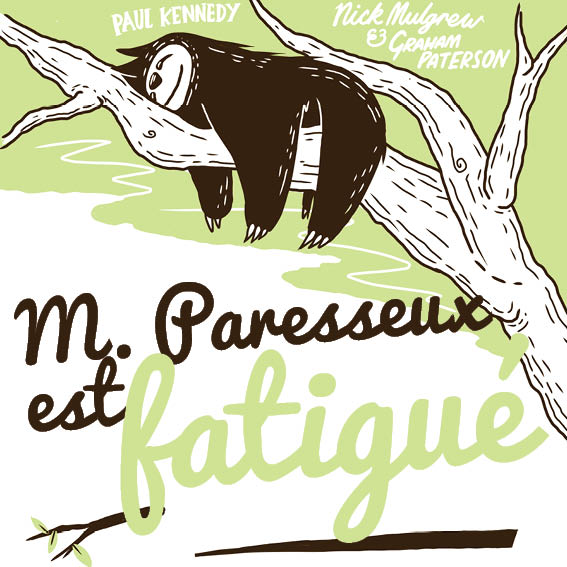 PAUL KENNEDY
Nick Mulgrew
& GRAHAM
PATERSON
M. Paresseux
est fatigué